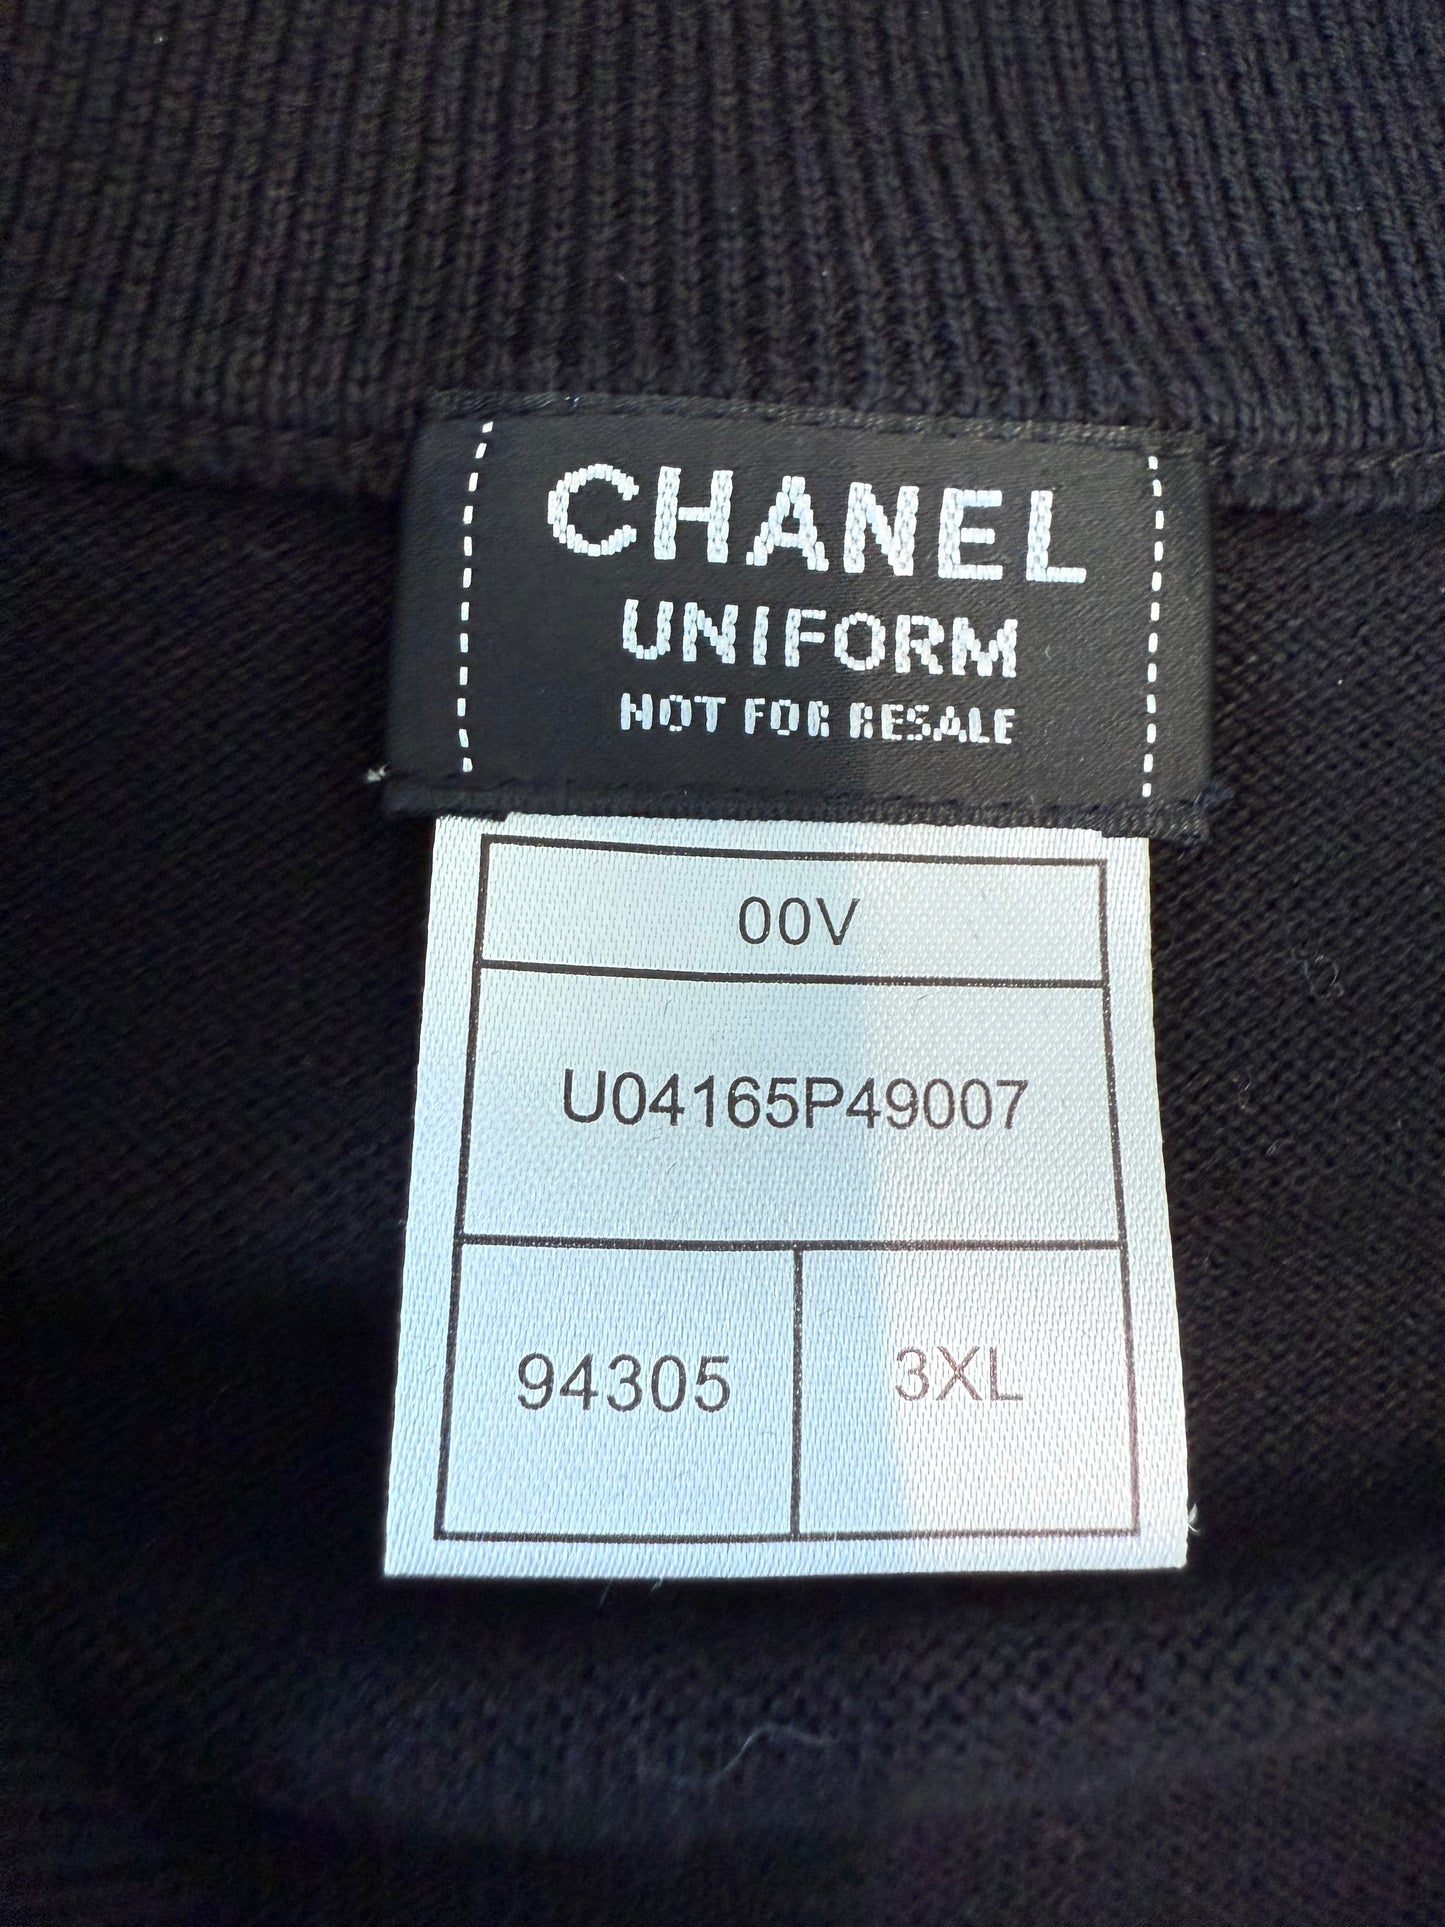 CHANEL
UNIFORM
NOT FOR RESALE
00V
U04165P49007
94305 3XL